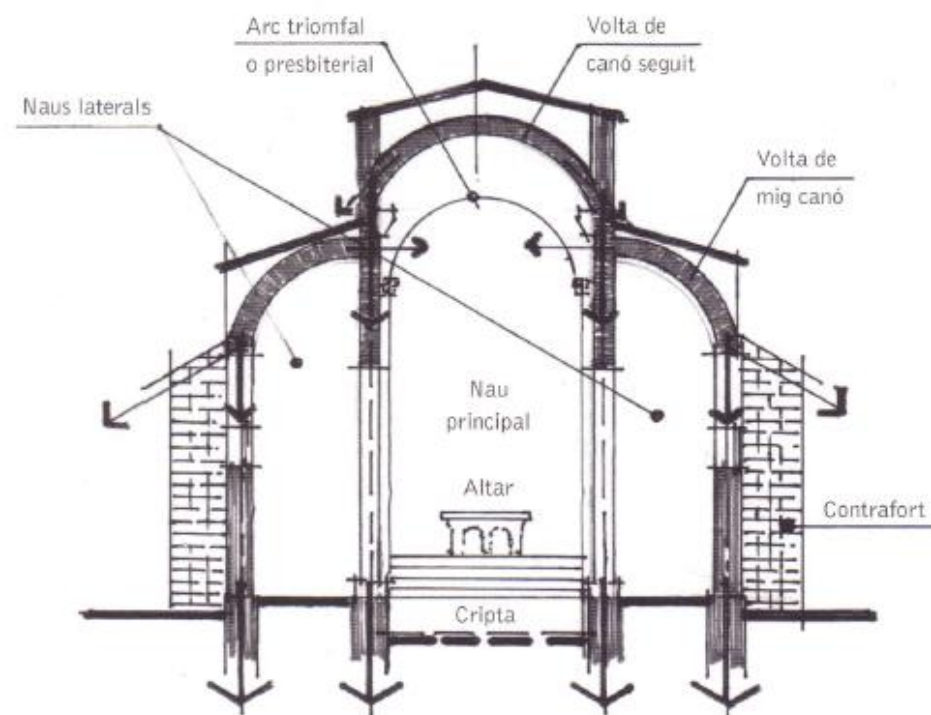 Arc triomfal
o presbiterial
Volta de
canó seguit
Naus laterals
Volta de
mig canó
Nau
principal
Altar
Contrafort
Cripta